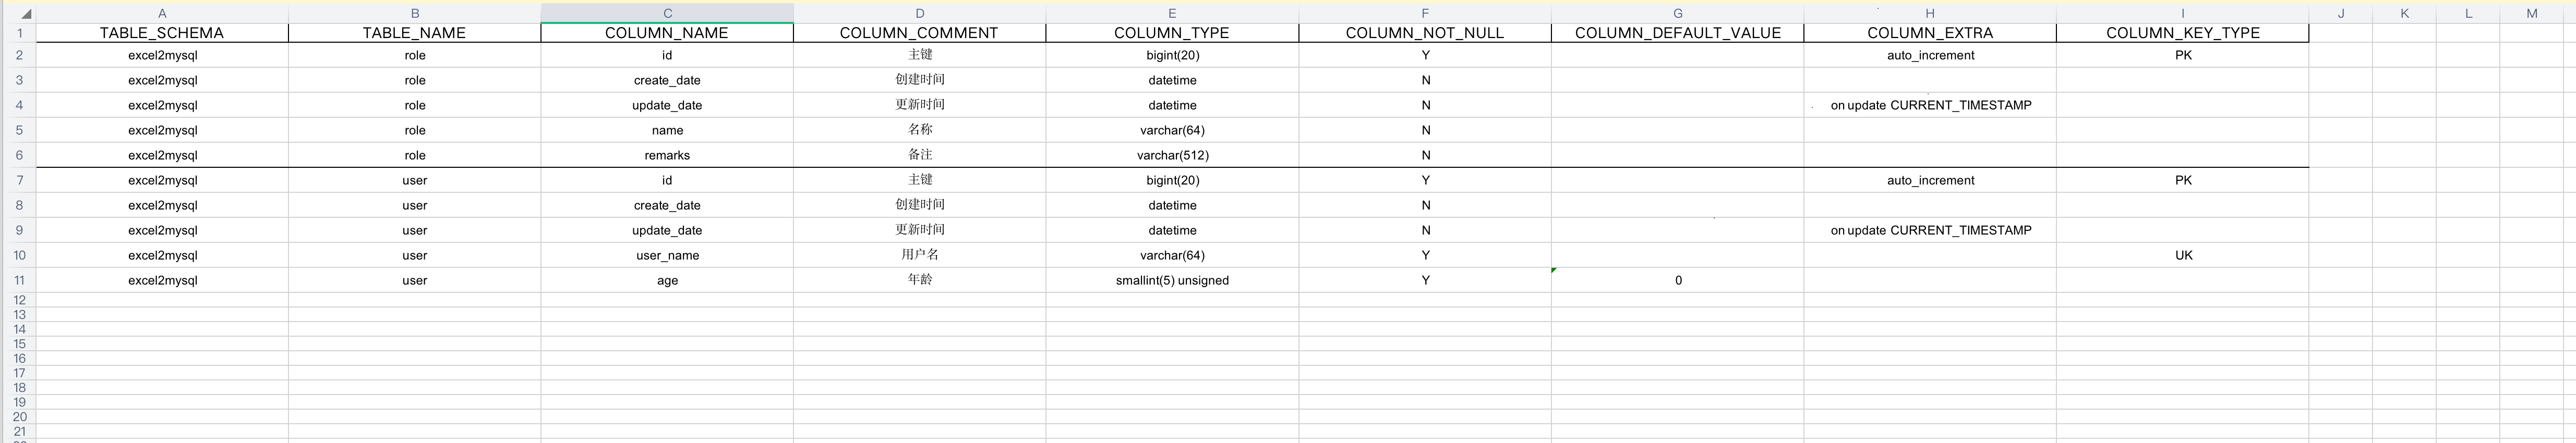 A B C D E F G H I J K L M
1 TABLE_SCHEMA TABLE_NAME COLUMN_NAME COLUMN_COMMENT COLUMN_TYPE COLUMN_NOT_NULL COLUMN_DEFAULT_VALUE COLUMN_EXTRA COLUMN_KEY_TYPE
2 excel2mysql role id 主键 bigint(20) Y auto_increment PK
3 excel2mysql role create_date 创建时间 datetime N
4 excel2mysql role update_date 更新时间 datetime N on update CURRENT_TIMESTAMP
5 excel2mysql role name 名称 varchar(64) N
6 excel2mysql role remarks 备注 varchar(512) N
7 excel2mysql user id 主键 bigint(20) Y auto_increment PK
8 excel2mysql user create_date 创建时间 datetime N
9 excel2mysql user update_date 更新时间 datetime N on update CURRENT_TIMESTAMP
10 excel2mysql user user_name 用户名 varchar(64) Y UK
11 excel2mysql user age 年龄 smallint(5) unsigned Y 0
12
13
14
15
16
17
18
19
20
21